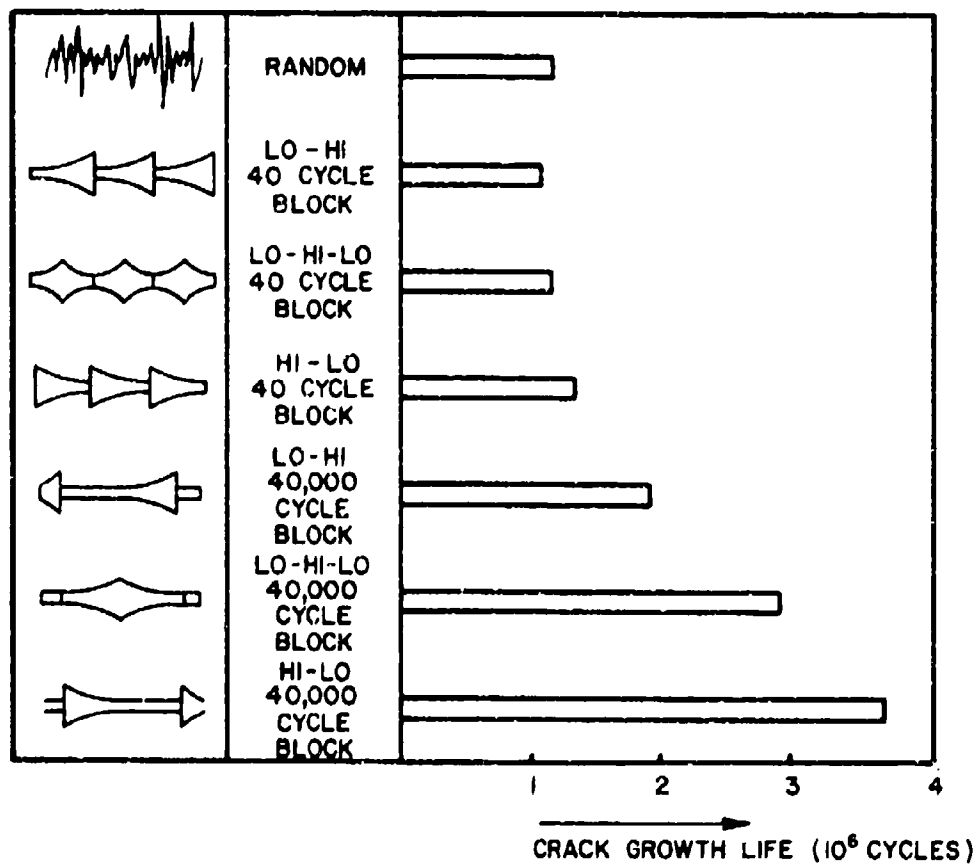 RANDOM
LO-HI
40 CYCLE
BLOCK
LO-HI-LO
40 CYCLE
BLOCK
HI-LO
40 CYCLE
BLOCK
LO-HI
40,000
CYCLE
BLOCK
LO-HI-LO
40,000
CYCLE
BLOCK
HI-LO
40,000
CYCLE
BLOCK
1 2 3 4
CRACK GROWTH LIFE (10⁶ CYCLES)